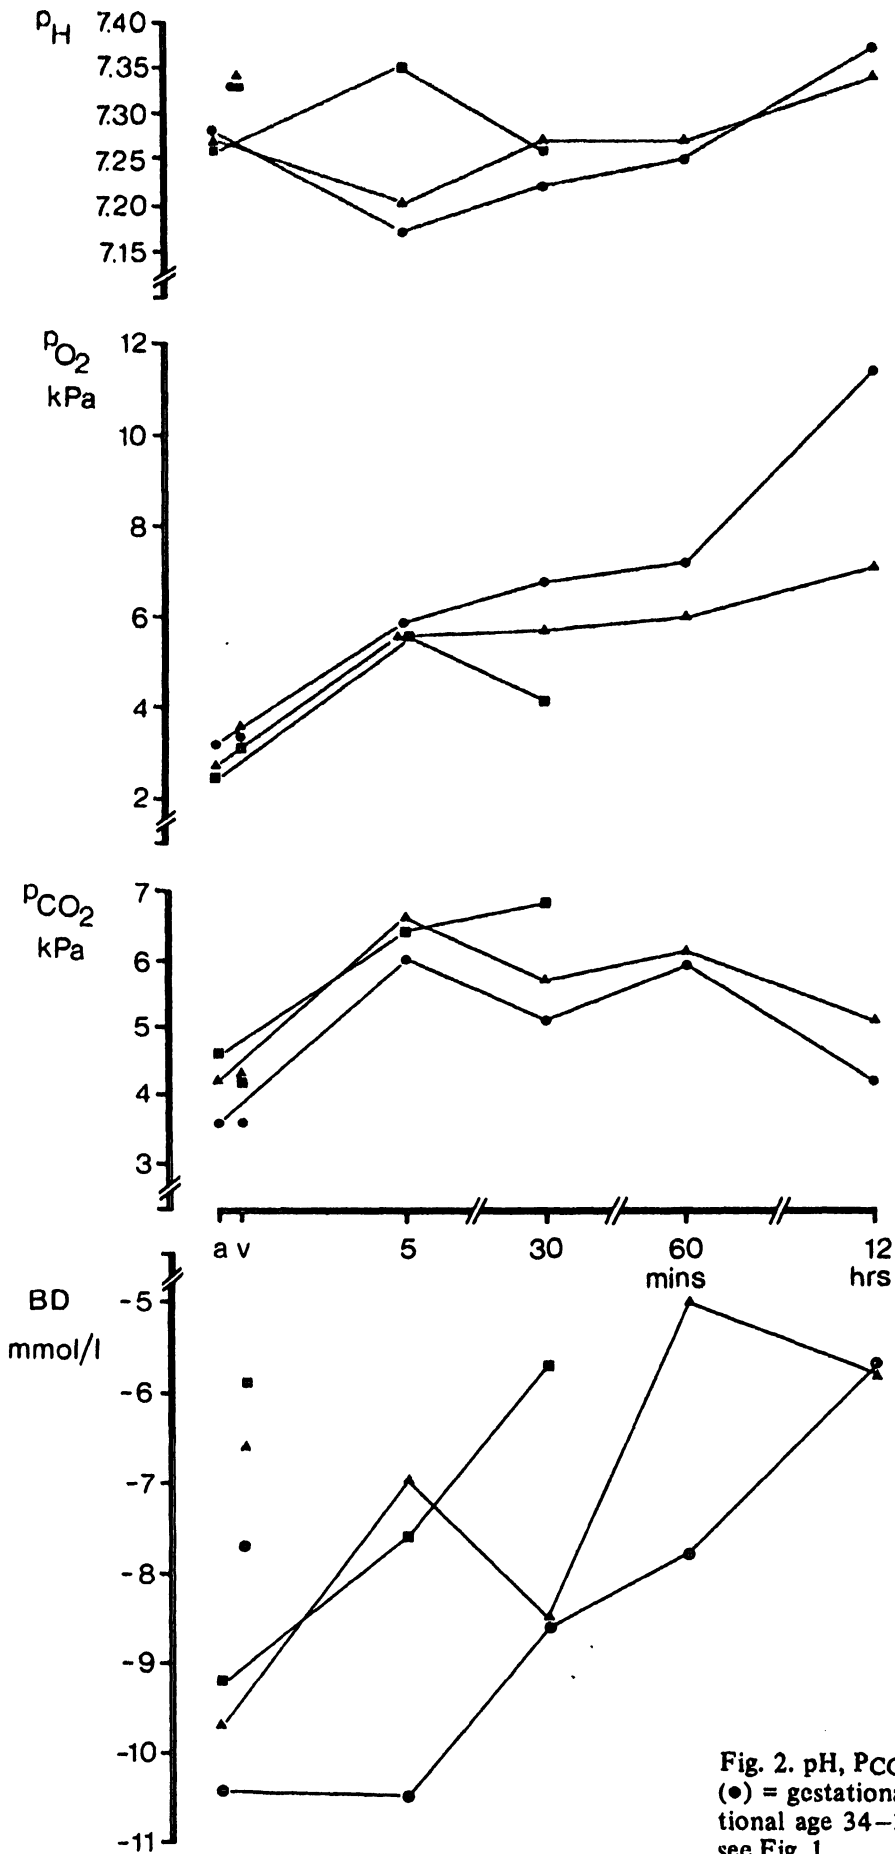 pH
7.40
7.35
7.30
7.25
7.20
7.15
pO2
kPa
12
10
8
6
4
2
pCO2
kPa
7
6
5
4
3
a v 5 30 60 12
mins hrs
BD
mmol/l
-5
-6
-7
-8
-9
-10
-11
Fig. 2. pH, PCO
(●) = gestationa
tional age 34–
see Fig. 1